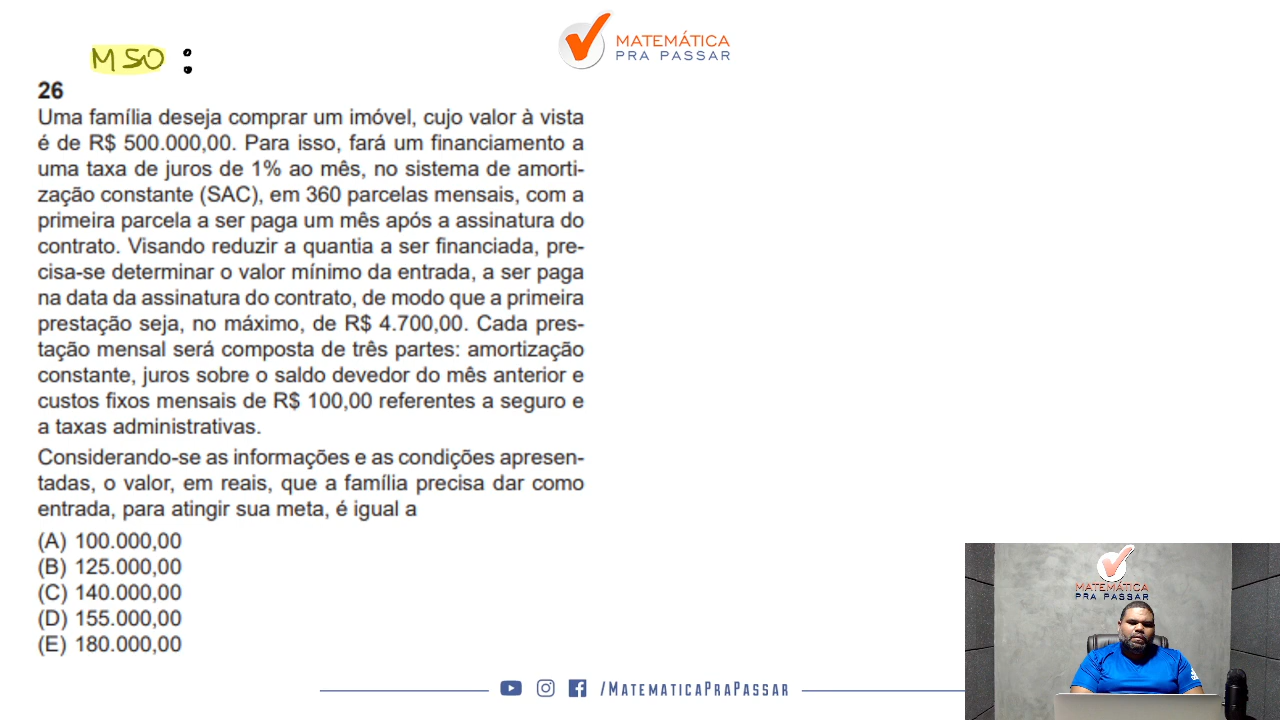 MATEMÁTICA
PRA PASSAR
M50 :
26
Uma família deseja comprar um imóvel, cujo valor à vista
é de R$ 500.000,00. Para isso, fará um financiamento a
uma taxa de juros de 1% ao mês, no sistema de amorti-
zação constante (SAC), em 360 parcelas mensais, com a
primeira parcela a ser paga um mês após a assinatura do
contrato. Visando reduzir a quantia a ser financiada, pre-
cisa-se determinar o valor mínimo da entrada, a ser paga
na data da assinatura do contrato, de modo que a primeira
prestação seja, no máximo, de R$ 4.700,00. Cada pres-
tação mensal será composta de três partes: amortização
constante, juros sobre o saldo devedor do mês anterior e
custos fixos mensais de R$ 100,00 referentes a seguro e
a taxas administrativas.
Considerando-se as informações e as condições apresen-
tadas, o valor, em reais, que a família precisa dar como
entrada, para atingir sua meta, é igual a
(A) 100.000,00
(B) 125.000,00
(C) 140.000,00
(D) 155.000,00
(E) 180.000,00
MATEMÁTICA
PRA PASSAR
/MATEMATICAPRAPASSAR